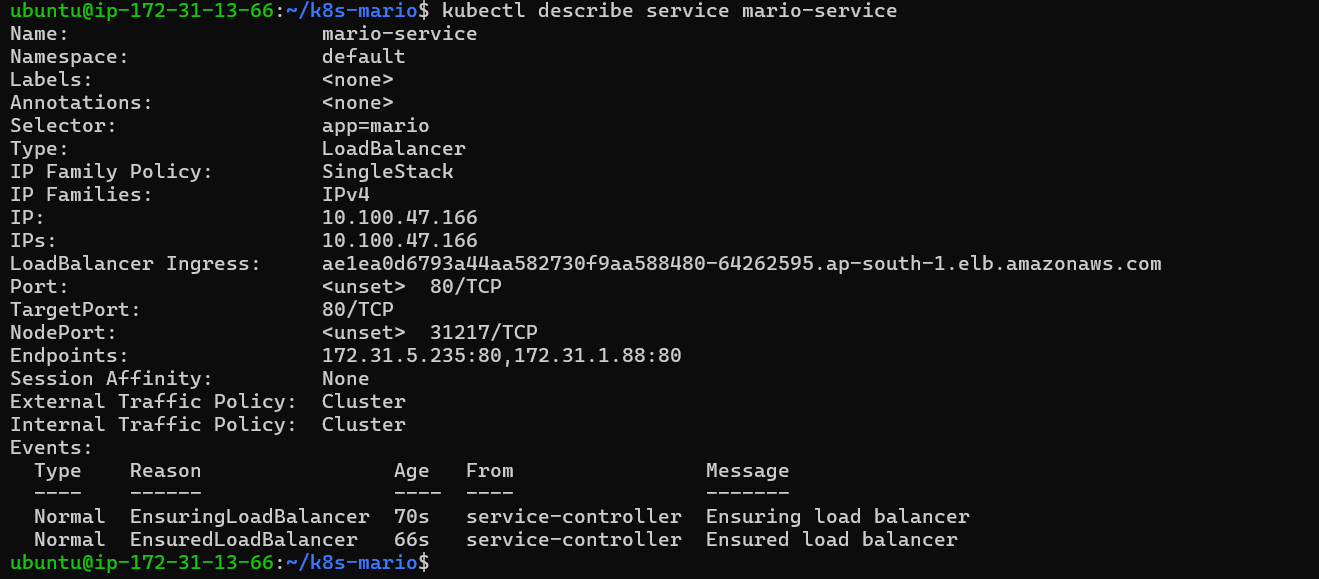 ubuntu@ip-172-31-13-66:~/k8s-mario$ kubectl describe service mario-service
Name:                     mario-service
Namespace:                default
Labels:                   <none>
Annotations:              <none>
Selector:                 app=mario
Type:                     LoadBalancer
IP Family Policy:         SingleStack
IP Families:              IPv4
IP:                       10.100.47.166
IPs:                      10.100.47.166
LoadBalancer Ingress:     ae1ea0d6793a44aa582730f9aa588480-64262595.ap-south-1.elb.amazonaws.com
Port:                     <unset>  80/TCP
TargetPort:               80/TCP
NodePort:                 <unset>  31217/TCP
Endpoints:                172.31.5.235:80,172.31.1.88:80
Session Affinity:         None
External Traffic Policy:  Cluster
Internal Traffic Policy:  Cluster
Events:
  Type    Reason                Age   From                Message
  ----    ------                ----  ----                -------
  Normal  EnsuringLoadBalancer  70s   service-controller  Ensuring load balancer
  Normal  EnsuredLoadBalancer   66s   service-controller  Ensured load balancer
ubuntu@ip-172-31-13-66:~/k8s-mario$